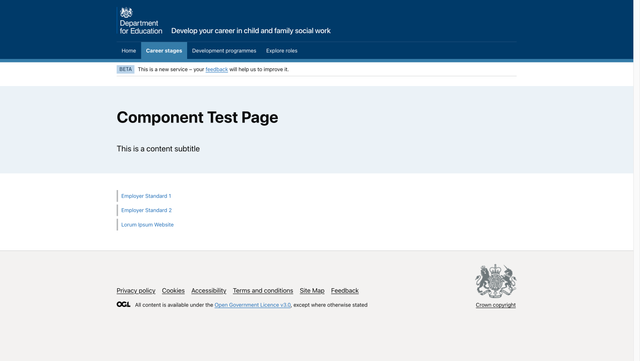 Department
for Education
Develop your career in child and family social work
Home Career stages Development programmes Explore roles
BETA This is a new service – your feedback will help us to improve it.
Component Test Page
This is a content subtitle
Employer Standard 1
Employer Standard 2
Lorum Ipsum Website
Privacy policy Cookies Accessibility Terms and conditions Site Map Feedback
OGL All content is available under the Open Government Licence v3.0, except where otherwise stated
Crown copyright